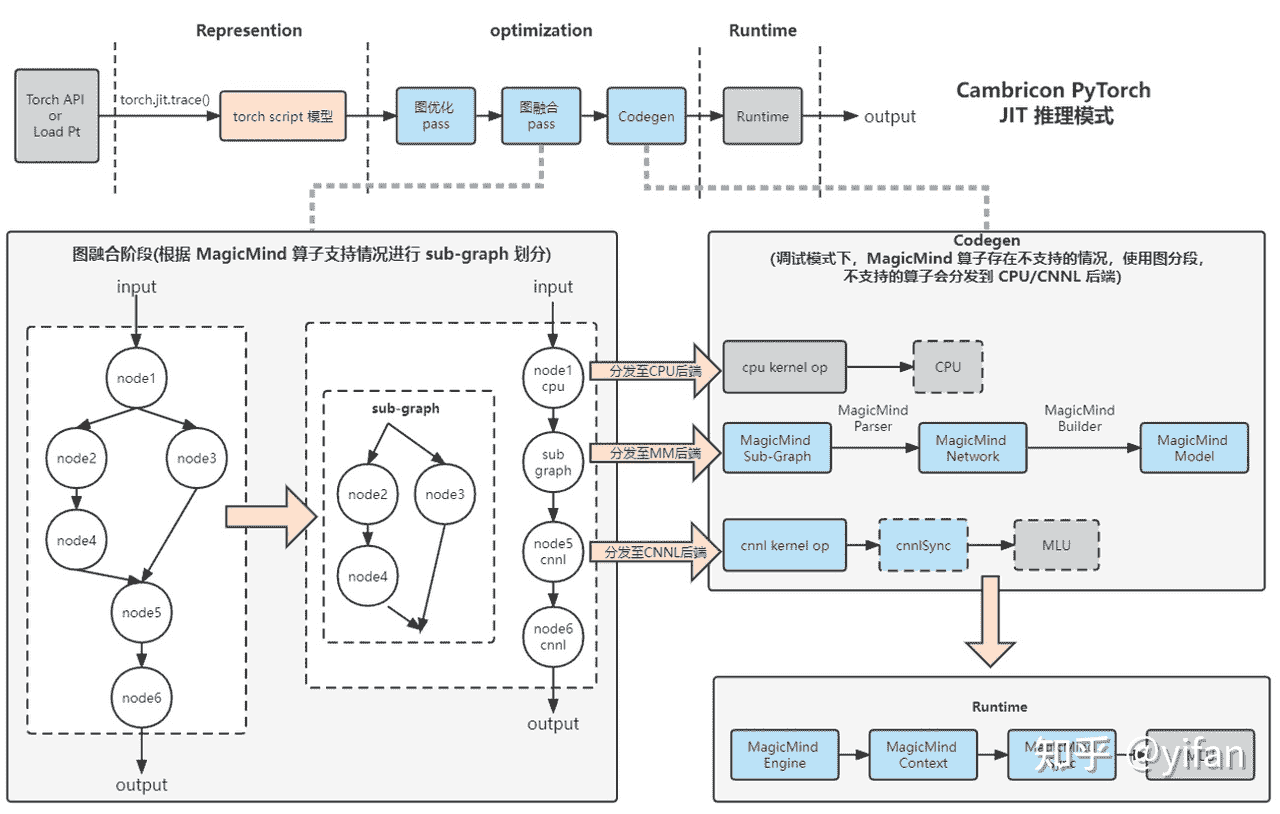 Represention
optimization
Runtime
Torch API
or
Load Pt
torch.jit.trace()
torch script 模型
图优化
pass
图融合
pass
Codegen
Runtime
output
Cambricon PyTorch
JIT 推理模式
图融合阶段(根据 MagicMind 算子支持情况进行 sub-graph 划分)
input
node1
node2
node3
node4
node5
node6
output
sub-graph
node2
node3
node4
input
node1
cpu
sub
graph
node5
cnnl
node6
cnnl
output
分发至CPU后端
分发至MM后端
分发至CNNL后端
Codegen
(调试模式下，MagicMind 算子存在不支持的情况，使用图分段，
不支持的算子会分发到 CPU/CNNL 后端)
cpu kernel op
CPU
MagicMind
Sub-Graph
MagicMind
Parser
MagicMind
Network
MagicMind
Builder
MagicMind
Model
cnnl kernel op
cnnlSync
MLU
Runtime
MagicMind
Engine
MagicMind
Context
MagicMind
Sync
MLU
知乎 @yifan